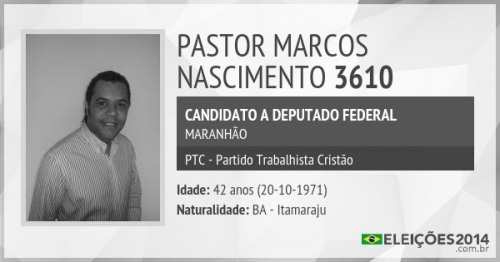 PASTOR MARCOS
NASCIMENTO 3610
CANDIDATO A DEPUTADO FEDERAL
MARANHÃO
PTC - Partido Trabalhista Cristão
Idade: 42 anos (20-10-1971)
Naturalidade: BA - Itamaraju
ELEIÇÕES2014
.com.br